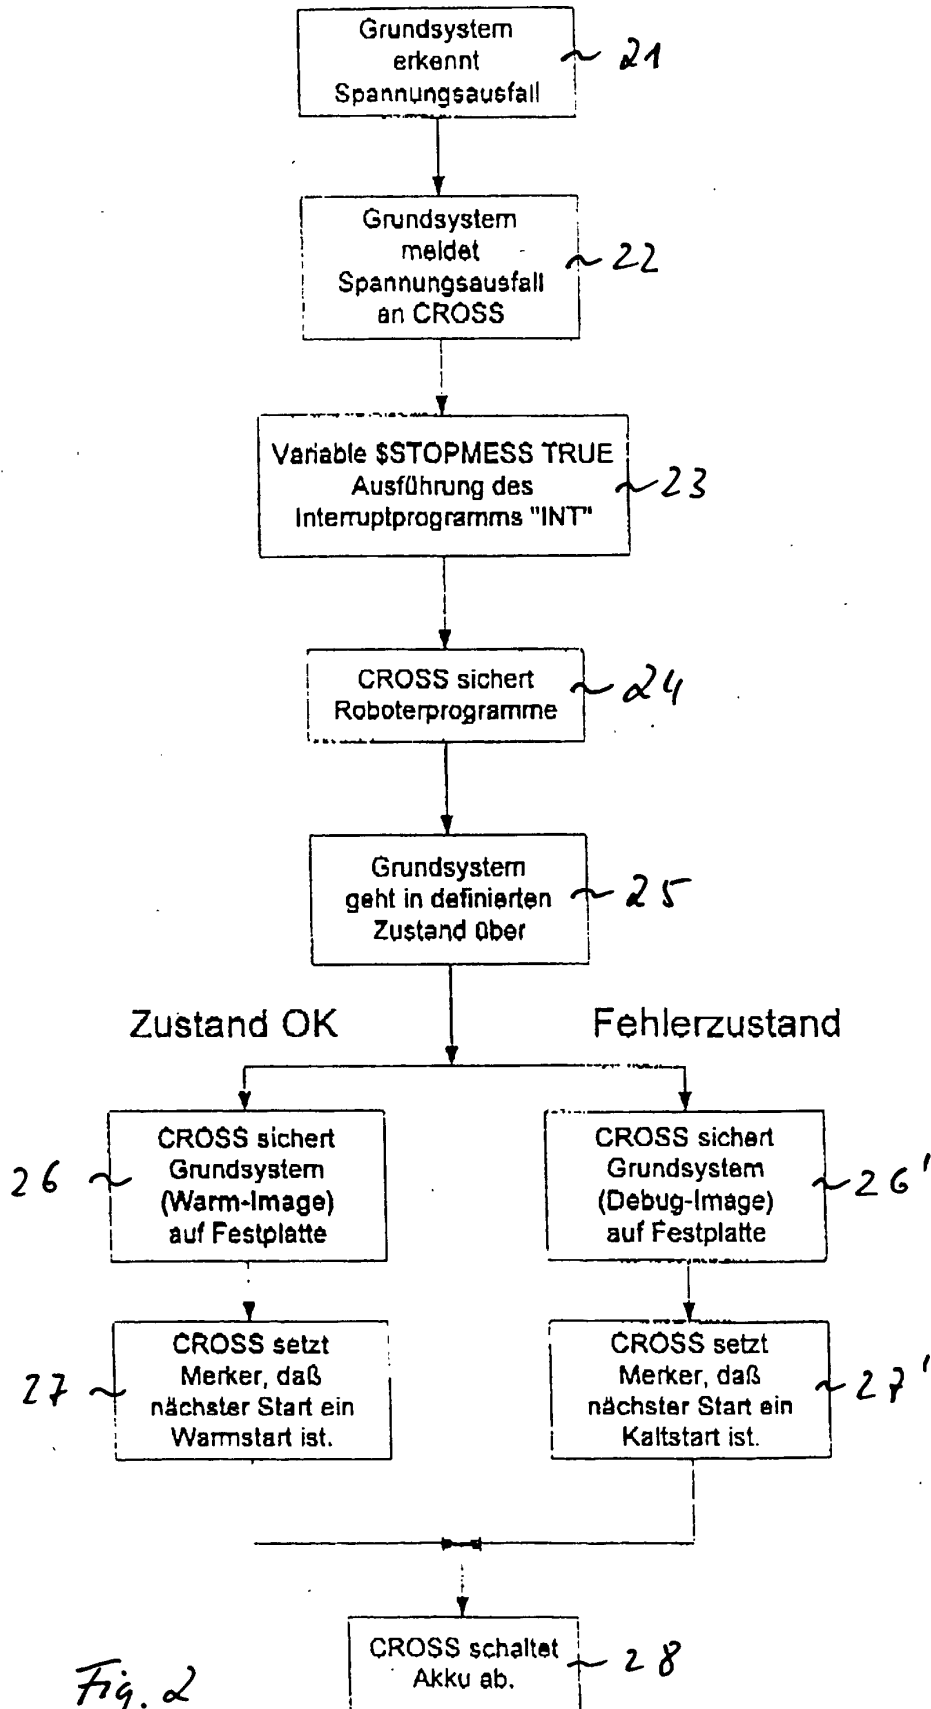 Grundsystem
erkennt
Spannungsausfall
21
Grundsystem
meldet
Spannungsausfall
an CROSS
22
Variable $STOPMESS TRUE
Ausführung des
Interruptprogramms "INT"
23
CROSS sichert
Roboterprogramme
24
Grundsystem
geht in definierten
Zustand über
25
Zustand OK
Fehlerzustand
CROSS sichert
Grundsystem
(Warm-Image)
auf Festplatte
26
CROSS sichert
Grundsystem
(Debug-Image)
auf Festplatte
26'
CROSS setzt
Merker, daß
nächster Start ein
Warmstart ist.
27
CROSS setzt
Merker, daß
nächster Start ein
Kaltstart ist.
27'
CROSS schaltet
Akku ab.
28
Fig. 2